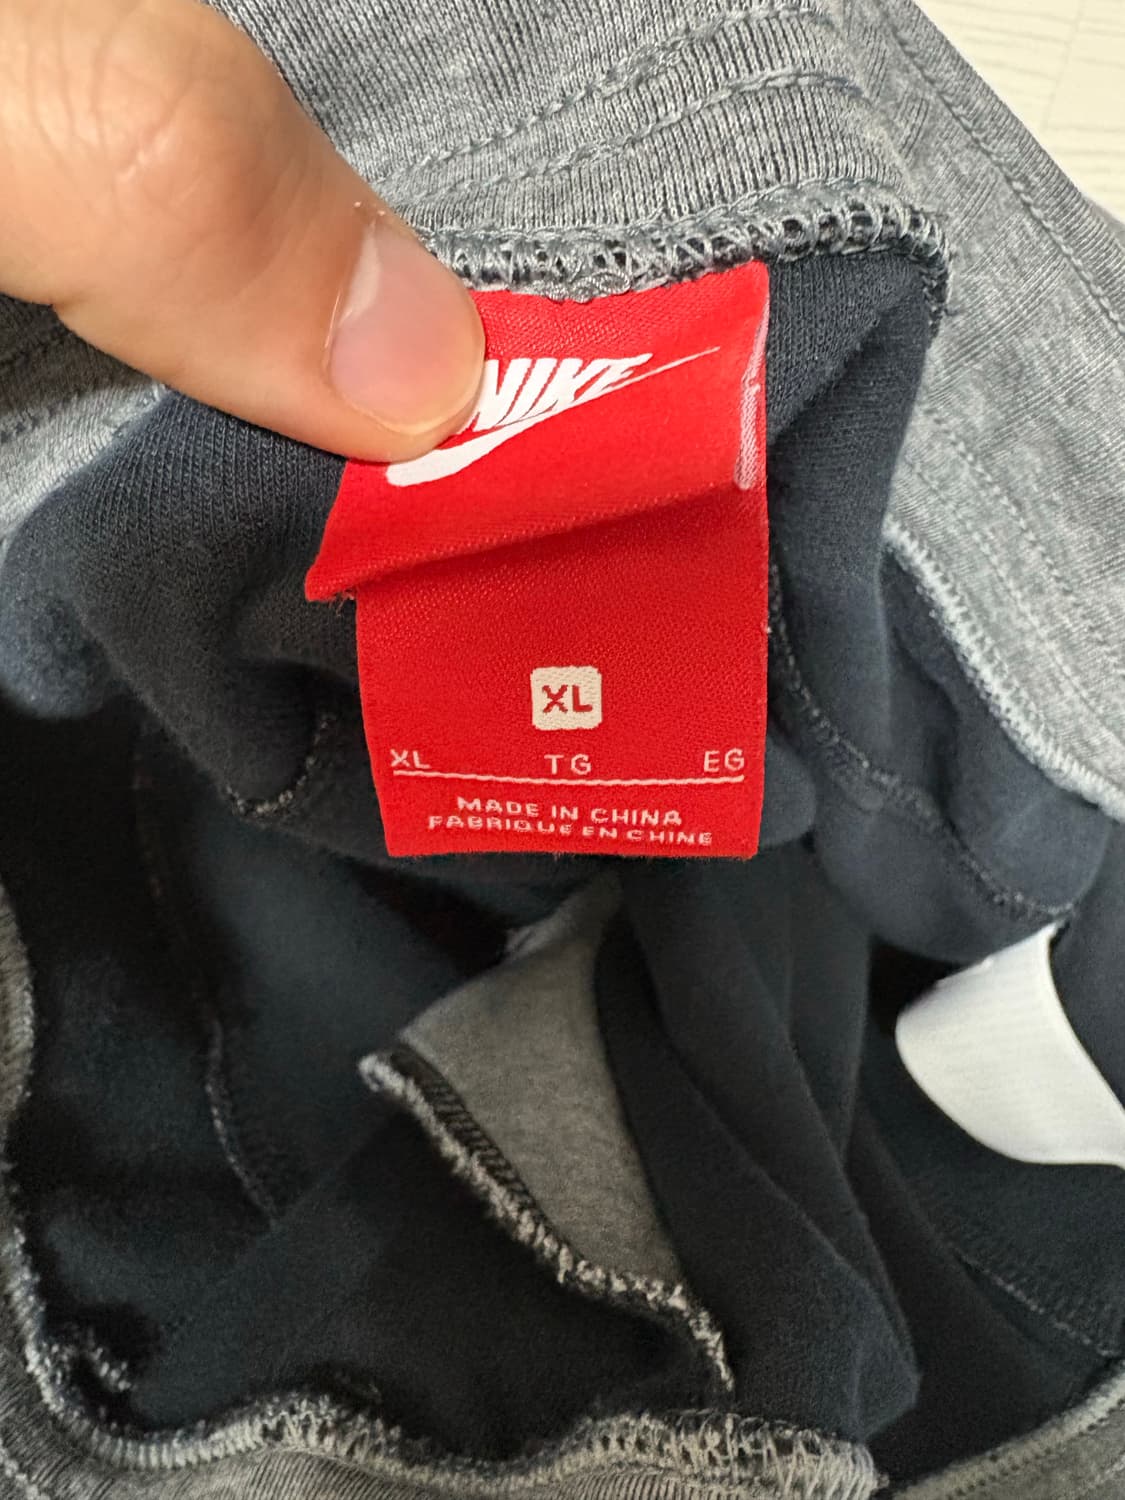 NIKE
XL
XL TG EG
MADE IN CHINA
FABRIQUE EN CHINE